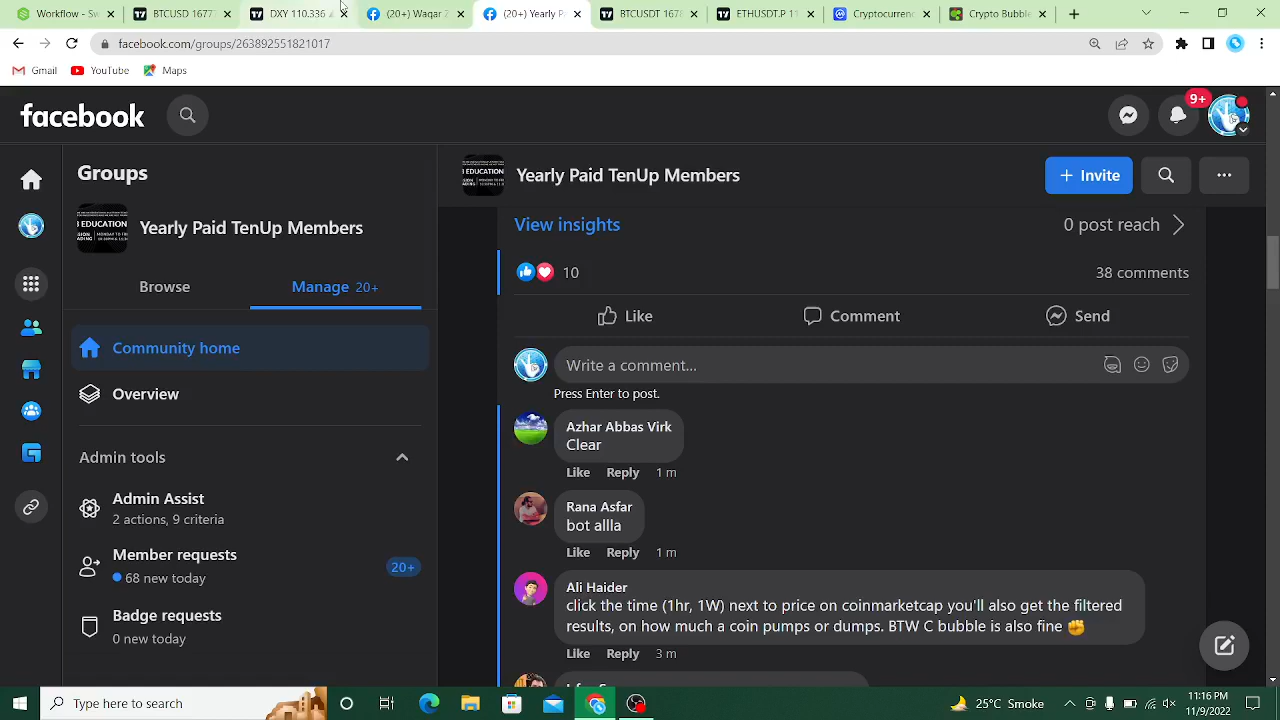 BTCUSD 1677
DXY 110.336
(20+) Waqar Z
(20+) Yearly P
BTCUSDT 167
ETHUSDT.P 11
Cryptocurrenc
Crypto Bubble
facebook.com/groups/263892551821017
Gmail
YouTube
Maps
facebook
9+
Groups
Yearly Paid TenUp Members
Browse
Manage 20+
Community home
Overview
Admin tools
Admin Assist
2 actions, 9 criteria
Member requests
68 new today
20+
Badge requests
0 new today
Yearly Paid TenUp Members
+ Invite
View insights
0 post reach
10
38 comments
Like
Comment
Send
Write a comment...
Press Enter to post.
Azhar Abbas Virk
Clear
Like Reply 1 m
Rana Asfar
bot allla
Like Reply 1 m
Ali Haider
click the time (1hr, 1W) next to price on coinmarketcap you'll also get the filtered
results, on how much a coin pumps or dumps. BTW C bubble is also fine ✊
Like Reply 3 m
Type here to search
25°C Smoke
11:16 PM
11/9/2022